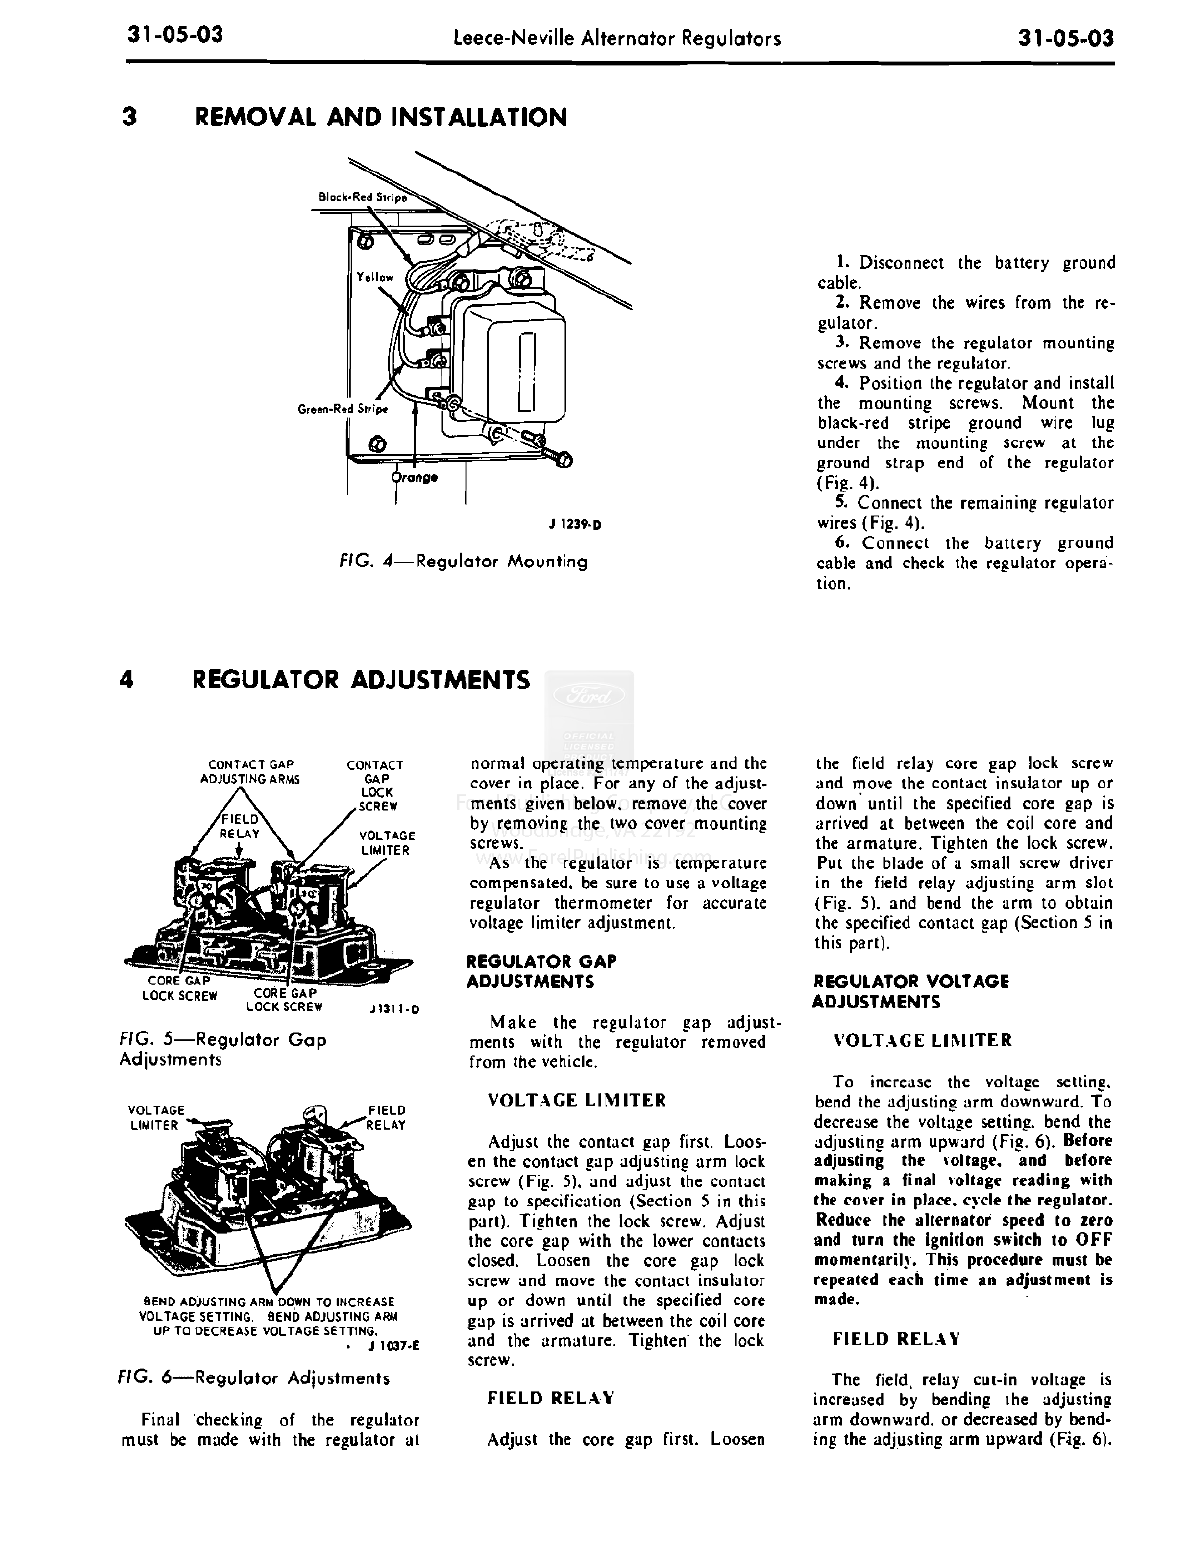 31-05-03
Leece-Neville Alternator Regulators
31-05-03
3 REMOVAL AND INSTALLATION
Black-Red Stripe
Yellow
Green-Red Stripe
Orange
J 1239-D
FIG. 4—Regulator Mounting
1. Disconnect the battery ground
cable.
2. Remove the wires from the re-
gulator.
3. Remove the regulator mounting
screws and the regulator.
4. Position the regulator and install
the mounting screws. Mount the
black-red stripe ground wire lug
under the mounting screw at the
ground strap end of the regulator
(Fig. 4).
5. Connect the remaining regulator
wires (Fig. 4).
6. Connect the battery ground
cable and check the regulator opera-
tion.
4 REGULATOR ADJUSTMENTS
Ford
OFFICIAL
LICENSED
CONTACT GAP
ADJUSTING ARMS
CONTACT
GAP
LOCK
SCREW
FIELD
RELAY
VOLTAGE
LIMITER
CORE GAP
LOCK SCREW
CORE GAP
LOCK SCREW
J1311-D
FIG. 5—Regulator Gap
Adjustments
VOLTAGE
LIMITER
FIELD
RELAY
BEND ADJUSTING ARM DOWN TO INCREASE
VOLTAGE SETTING. BEND ADJUSTING ARM
UP TO DECREASE VOLTAGE SETTING.
J 1037-E
FIG. 6—Regulator Adjustments
Final checking of the regulator
must be made with the regulator at
normal operating temperature and the
cover in place. For any of the adjust-
ments given below, remove the cover
by removing the two cover mounting
screws.
As the regulator is temperature
compensated, be sure to use a voltage
regulator thermometer for accurate
voltage limiter adjustment.
REGULATOR GAP
ADJUSTMENTS
Make the regulator gap adjust-
ments with the regulator removed
from the vehicle.
VOLTAGE LIMITER
Adjust the contact gap first. Loos-
en the contact gap adjusting arm lock
screw (Fig. 5), and adjust the contact
gap to specification (Section 5 in this
part). Tighten the lock screw. Adjust
the core gap with the lower contacts
closed. Loosen the core gap lock
screw and move the contact insulator
up or down until the specified core
gap is arrived at between the coil core
and the armature. Tighten the lock
screw.
FIELD RELAY
Adjust the core gap first. Loosen
the field relay core gap lock screw
and move the contact insulator up or
down until the specified core gap is
arrived at between the coil core and
the armature. Tighten the lock screw.
Put the blade of a small screw driver
in the field relay adjusting arm slot
(Fig. 5), and bend the arm to obtain
the specified contact gap (Section 5 in
this part).
REGULATOR VOLTAGE
ADJUSTMENTS
VOLTAGE LIMITER
To increase the voltage setting,
bend the adjusting arm downward. To
decrease the voltage setting, bend the
adjusting arm upward (Fig. 6). Before
adjusting the voltage, and before
making a final voltage reading with
the cover in place, cycle the regulator.
Reduce the alternator speed to zero
and turn the ignition switch to OFF
momentarily. This procedure must be
repeated each time an adjustment is
made.
FIELD RELAY
The field relay cut-in voltage is
increased by bending the adjusting
arm downward, or decreased by bend-
ing the adjusting arm upward (Fig. 6).